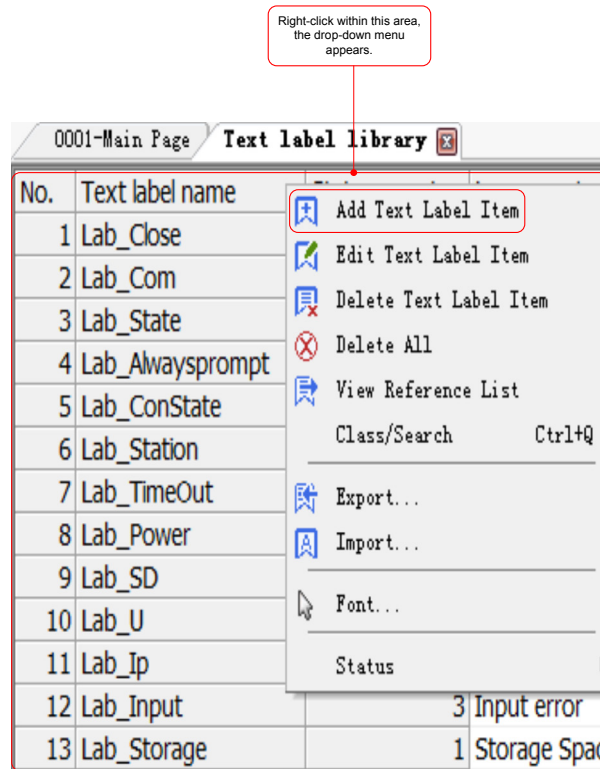 Right-click within this area,
the drop-down menu
appears.
0001-Main Page Text label library
No. Text label name
Add Text Label Item
1 Lab_Close
Edit Text Label Item
2 Lab_Com
Delete Text Label Item
3 Lab_State
Delete All
4 Lab_Alwaysprompt
View Reference List
5 Lab_ConState
Class/Search Ctrl+Q
6 Lab_Station
7 Lab_TimeOut
Export...
8 Lab_Power
Import...
9 Lab_SD
Font...
10 Lab_U
11 Lab_Ip
Status
12 Lab_Input 3 Input error
13 Lab_Storage 1 Storage Spac